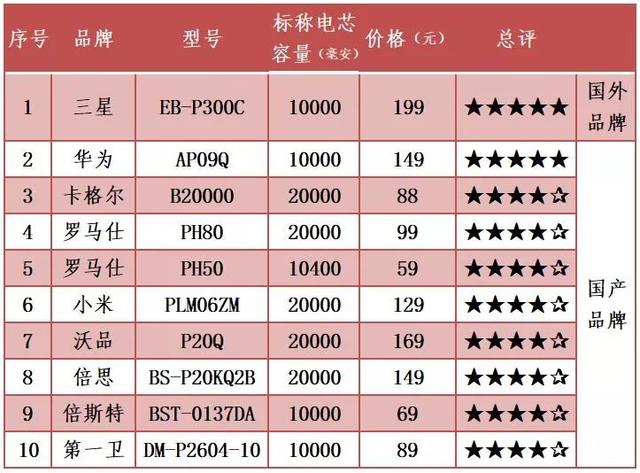 序号 品牌 型号 标称电芯容量(毫安) 价格(元) 总评
1 三星 EB-P300C 10000 199 ★★★★★ 国外品牌
2 华为 AP09Q 10000 149 ★★★★★ 国产品牌
3 卡格尔 B20000 20000 88 ★★★★✰
4 罗马仕 PH80 20000 99 ★★★★✰
5 罗马仕 PH50 10400 59 ★★★★✰
6 小米 PLM06ZM 20000 129 ★★★★✰
7 沃品 P20Q 20000 169 ★★★★✰
8 倍思 BS-P20KQ2B 20000 149 ★★★★✰
9 倍斯特 BST-0137DA 10000 69 ★★★★✰
10 第一卫 DM-P2604-10 10000 89 ★★★★✰